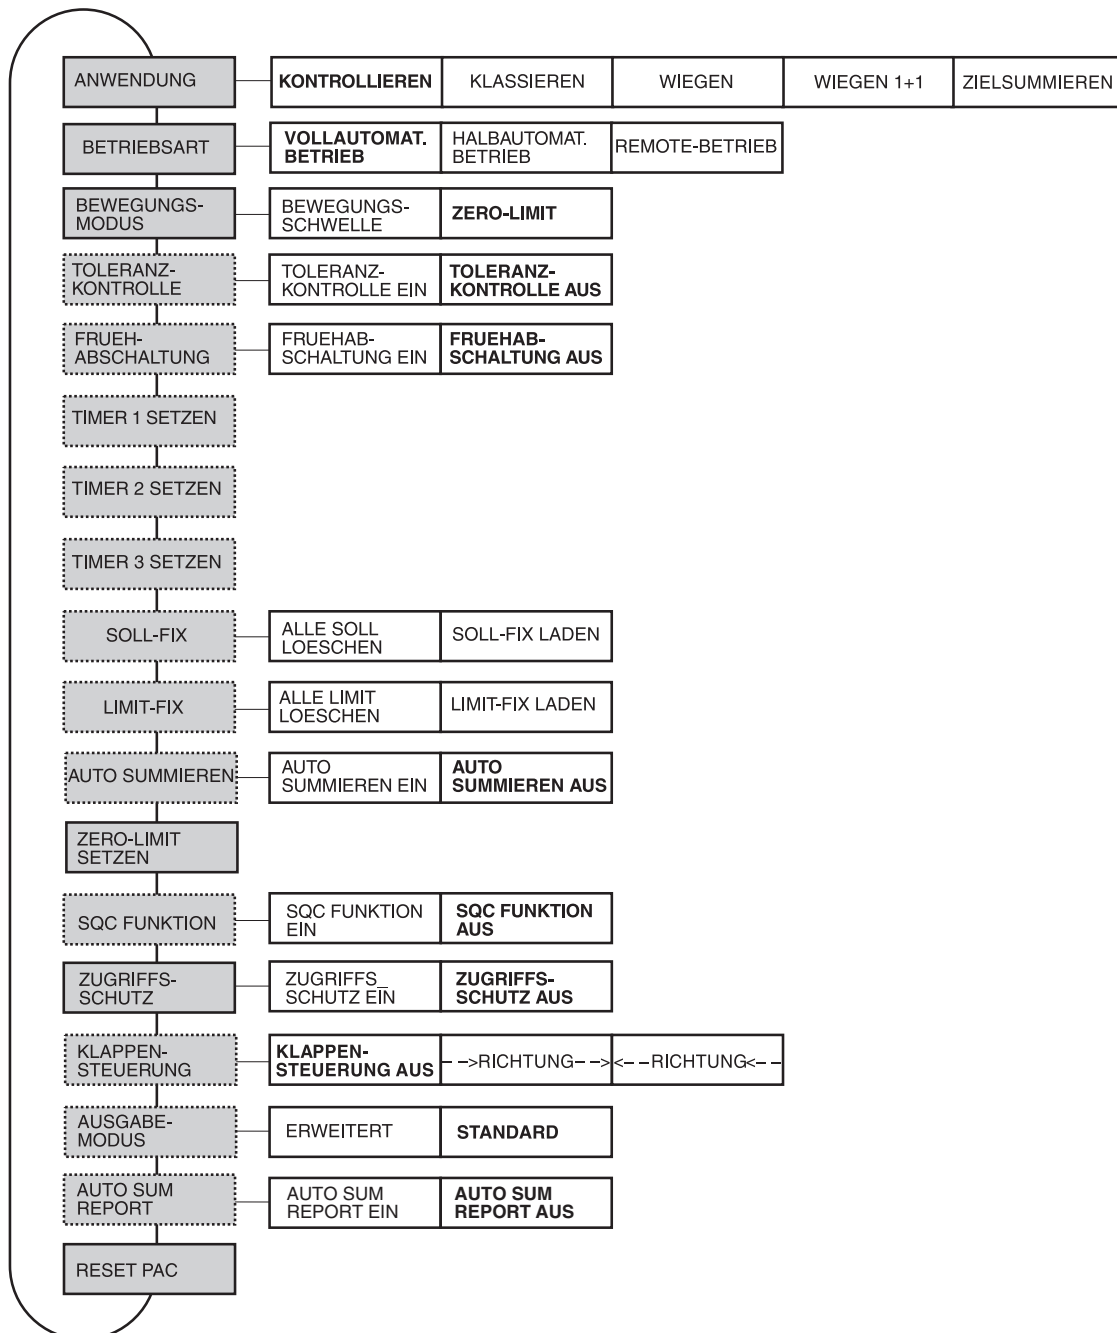 ANWENDUNG KONTROLLIEREN KLASSIEREN WIEGEN WIEGEN 1+1 ZIELSUMMIEREN
BETRIEBSART
VOLLAUTOMAT.
BETRIEB
HALBAUTOMAT.
BETRIEB
REMOTE-BETRIEB
BEWEGUNGS-
MODUS
BEWEGUNGS-
SCHWELLE
ZERO-LIMIT
TOLERANZ-
KONTROLLE
TOLERANZ-
KONTROLLE EIN
TOLERANZ-
KONTROLLE AUS
FRUEH-
ABSCHALTUNG
FRUEHAB-
SCHALTUNG EIN
FRUEHAB-
SCHALTUNG AUS
TIMER 1 SETZEN
TIMER 2 SETZEN
TIMER 3 SETZEN
SOLL-FIX
ALLE SOLL
LOESCHEN
SOLL-FIX LADEN
LIMIT-FIX
ALLE LIMIT
LOESCHEN
LIMIT-FIX LADEN
AUTO SUMMIEREN
AUTO
SUMMIEREN EIN
AUTO
SUMMIEREN AUS
ZERO-LIMIT
SETZEN
SQC FUNKTION
SQC FUNKTION
EIN
SQC FUNKTION
AUS
ZUGRIFFS-
SCHUTZ
ZUGRIFFS_
SCHUTZ EIN
ZUGRIFFS-
SCHUTZ AUS
KLAPPEN-
STEUERUNG
KLAPPEN-
STEUERUNG AUS
-->RICHTUNG-->
<--RICHTUNG<--
AUSGABE-
MODUS
ERWEITERT
STANDARD
AUTO SUM
REPORT
AUTO SUM
REPORT EIN
AUTO SUM
REPORT AUS
RESET PAC